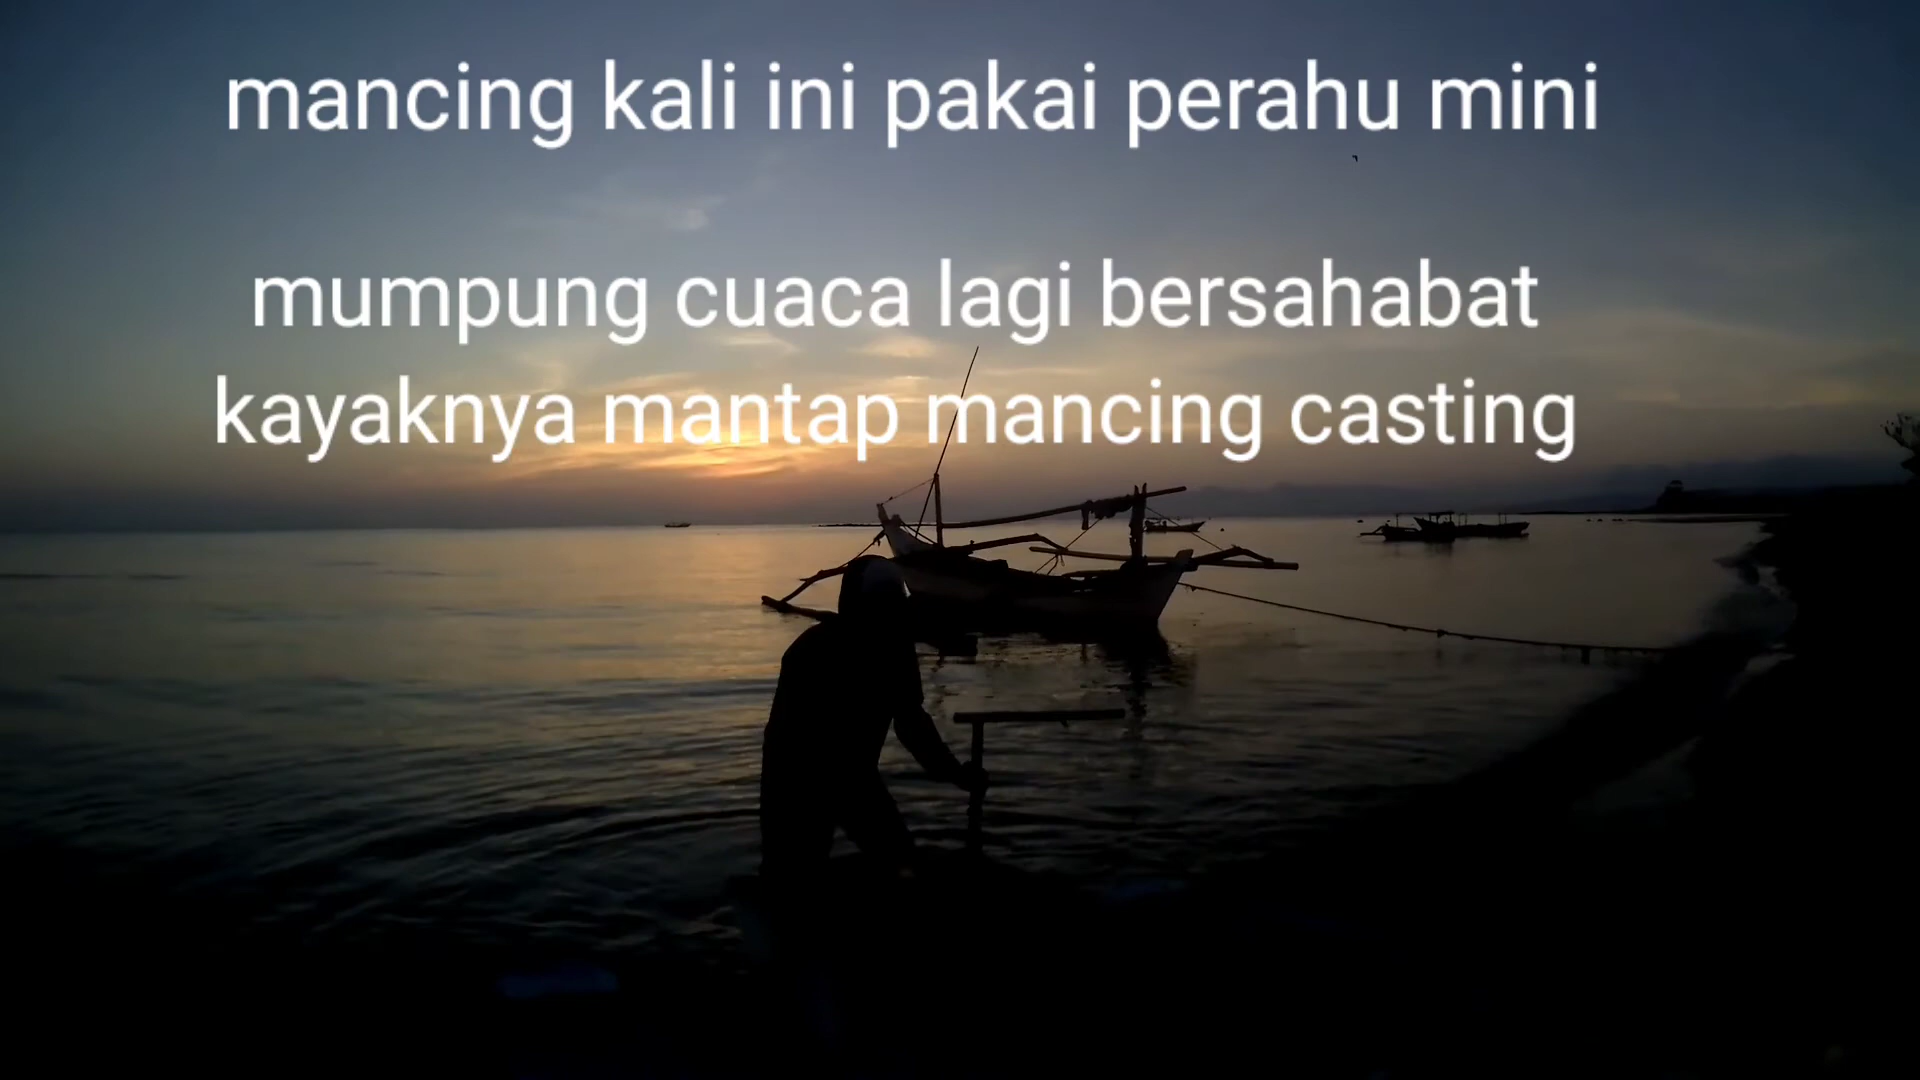 mancing kali ini pakai perahu mini
mumpung cuaca lagi bersahabat
kayaknya mantap mancing casting